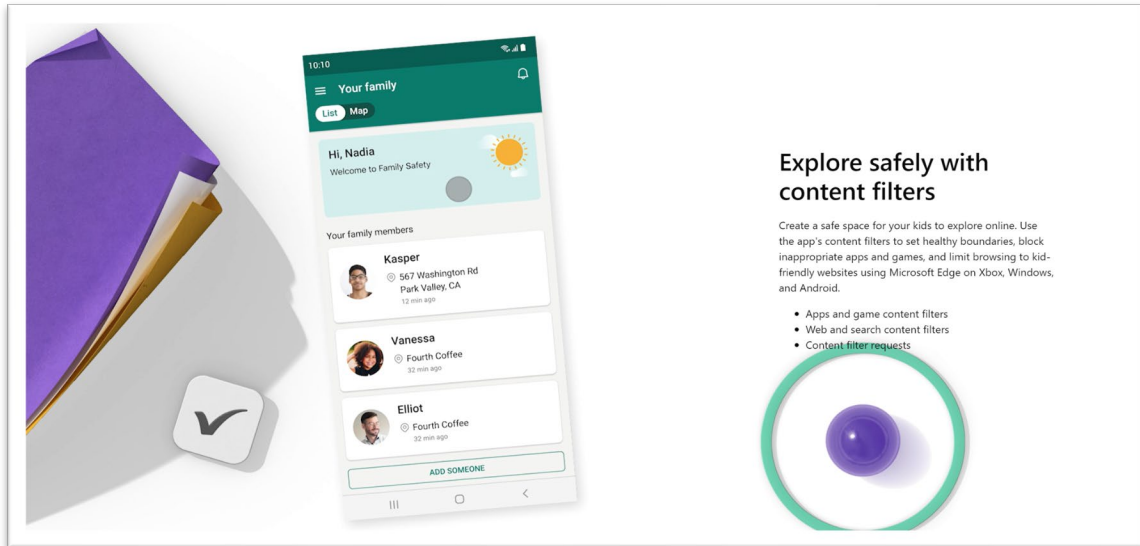 10:10
Your family
List Map
Hi, Nadia
Welcome to Family Safety
Your family members
Kasper
567 Washington Rd
Park Valley, CA
12 min ago
Vanessa
Fourth Coffee
32 min ago
Elliot
Fourth Coffee
32 min ago
ADD SOMEONE
Explore safely with
content filters
Create a safe space for your kids to explore online. Use
the app's content filters to set healthy boundaries, block
inappropriate apps and games, and limit browsing to kid-
friendly websites using Microsoft Edge on Xbox, Windows,
and Android.
• Apps and game content filters
• Web and search content filters
• Content filter requests